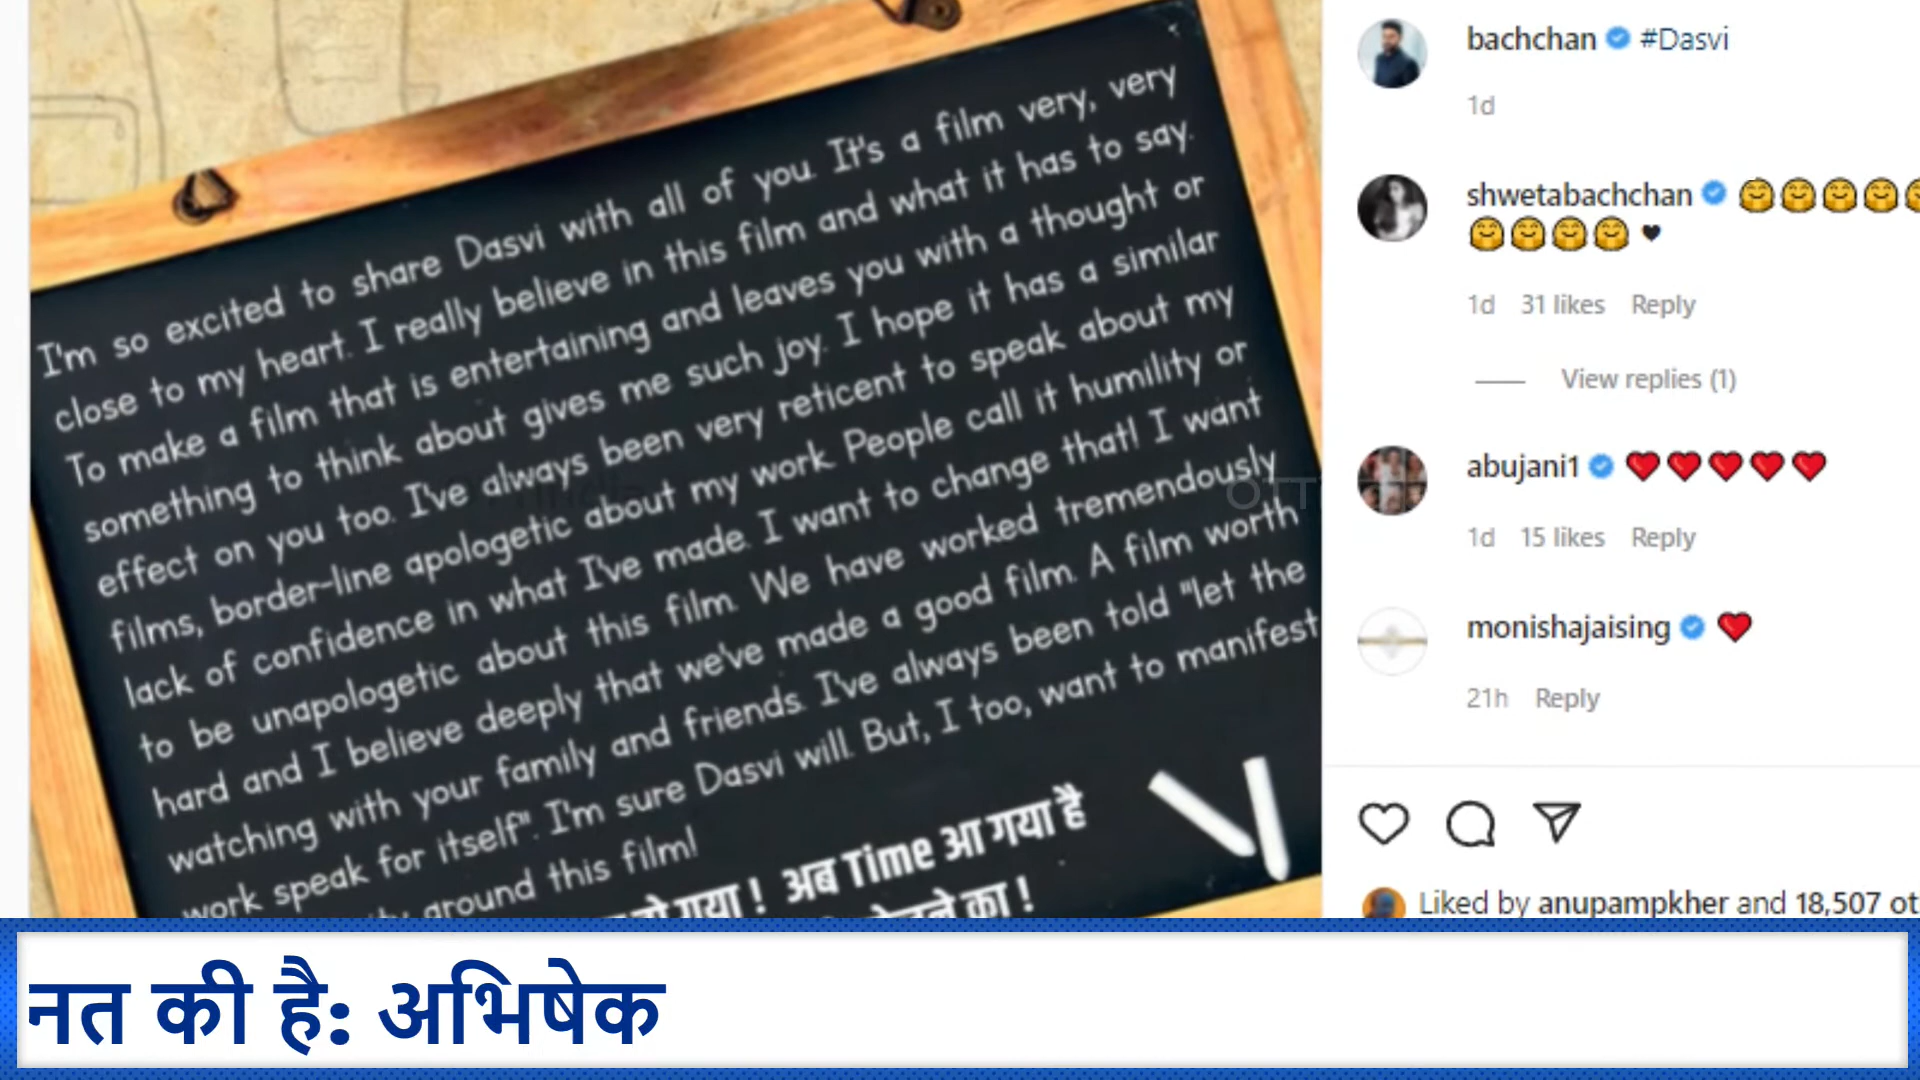 I'm so excited to share Dasvi with all of you. It's a film very, very
close to my heart. I really believe in this film and what it has to say.
To make a film that is entertaining and leaves you with a thought or
something to think about gives me such joy. I hope it has a similar
effect on you too. I've always been very reticent to speak about my
films, border-line apologetic about my work. People call it humility or
lack of confidence in what I've made. I want to change that! I want
to be unapologetic about this film. We have worked tremendously
hard and I believe deeply that we've made a good film. A film worth
watching with your family and friends. I've always been told "let the
work speak for itself". I'm sure Dasvi will. But, I too, want to manifest
around this film!
गया ! अब Time आ गया है
का !
bachchan #Dasvi
1d
shwetabachchan 🤗🤗🤗🤗🤗
🤗🤗🤗🤗 🖤
1d 31 likes Reply
View replies (1)
abujani1 ❤️❤️❤️❤️❤️
1d 15 likes Reply
monishajaising ❤️
21h Reply
Liked by anupampkher and 18,507 ot
OTT
नत की है: अभिषेक